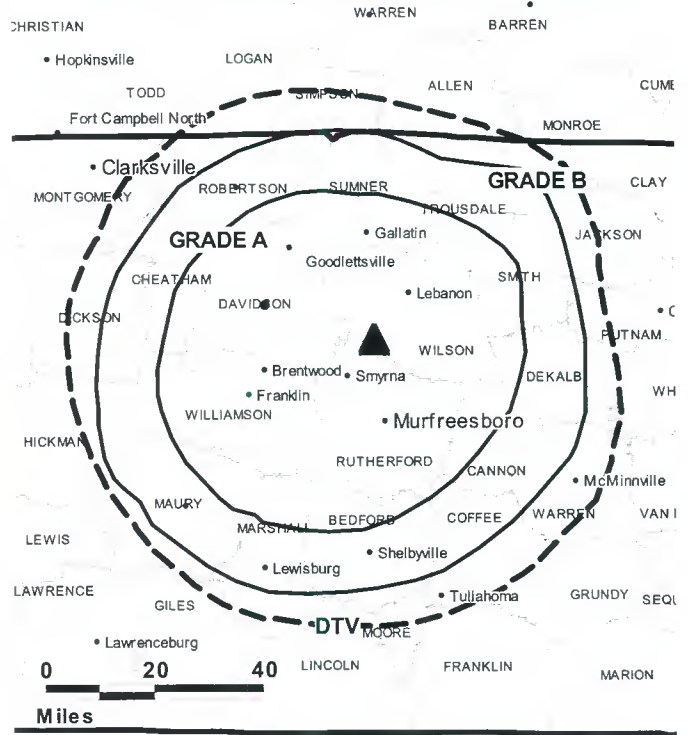 WARREN
CHRISTIAN
BARREN
Hopkinsville
LOGAN
ALLEN
TODD
SIMPSON
Fort Campbell North
MONROE
Clarksville
GRADE B
CLAY
MONTGOMERY
ROBERTSON
SUMNER
TROUSDALE
GRADE A
Gallatin
JACKSON
Goodlettsville
CHEATHAM
SMITH
Lebanon
DAVIDSON
DICKSON
PUTNAM
WILSON
Brentwood
Smyrna
DEKALB
Franklin
WH
WILLIAMSON
Murfreesboro
HICKMAN
RUTHERFORD
CANNON
McMinnville
MAURY
MARSHALL
BEDFORD
COFFEE
WARREN
VAN
LEWIS
Shelbyville
Lewisburg
LAWRENCE
GILES
Tullahoma
GRUNDY
SEQU
DTV
MOORE
Lawrenceburg
LINCOLN
FRANKLIN
MARION
0 20 40
Miles